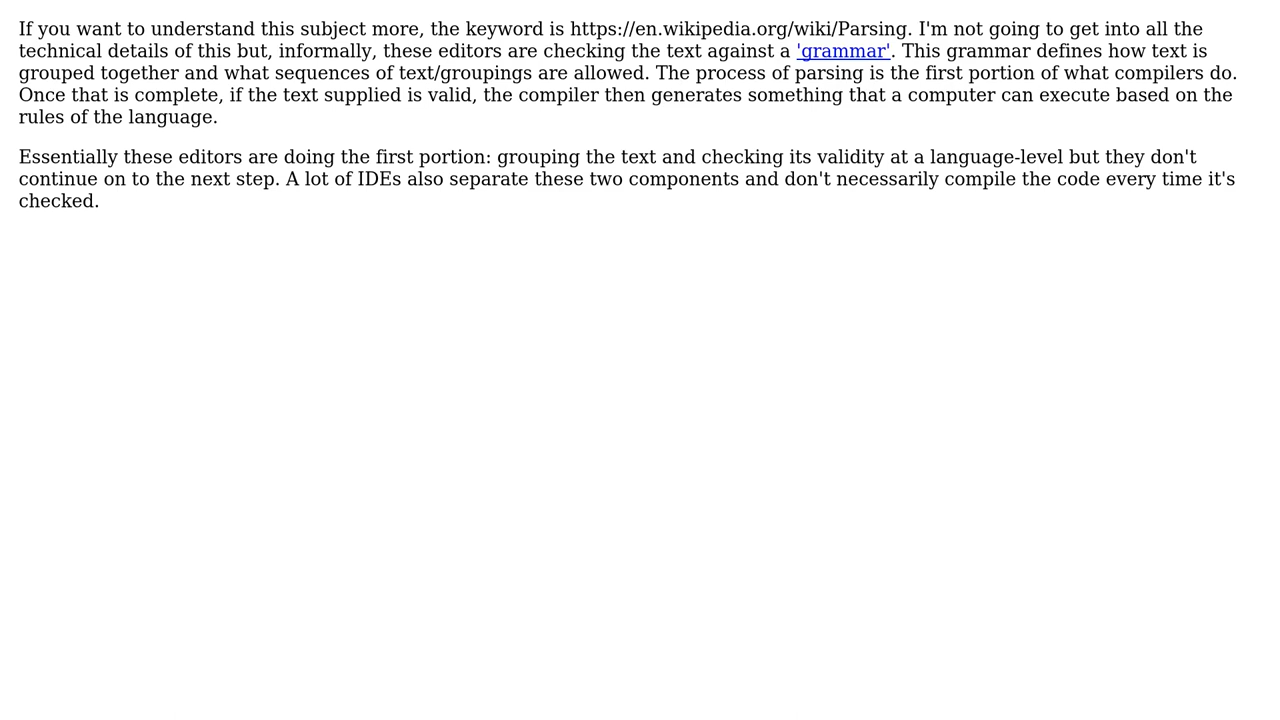 If you want to understand this subject more, the keyword is https://en.wikipedia.org/wiki/Parsing. I'm not going to get into all the
technical details of this but, informally, these editors are checking the text against a 'grammar'. This grammar defines how text is
grouped together and what sequences of text/groupings are allowed. The process of parsing is the first portion of what compilers do.
Once that is complete, if the text supplied is valid, the compiler then generates something that a computer can execute based on the
rules of the language.
Essentially these editors are doing the first portion: grouping the text and checking its validity at a language-level but they don't
continue on to the next step. A lot of IDEs also separate these two components and don't necessarily compile the code every time it's
checked.